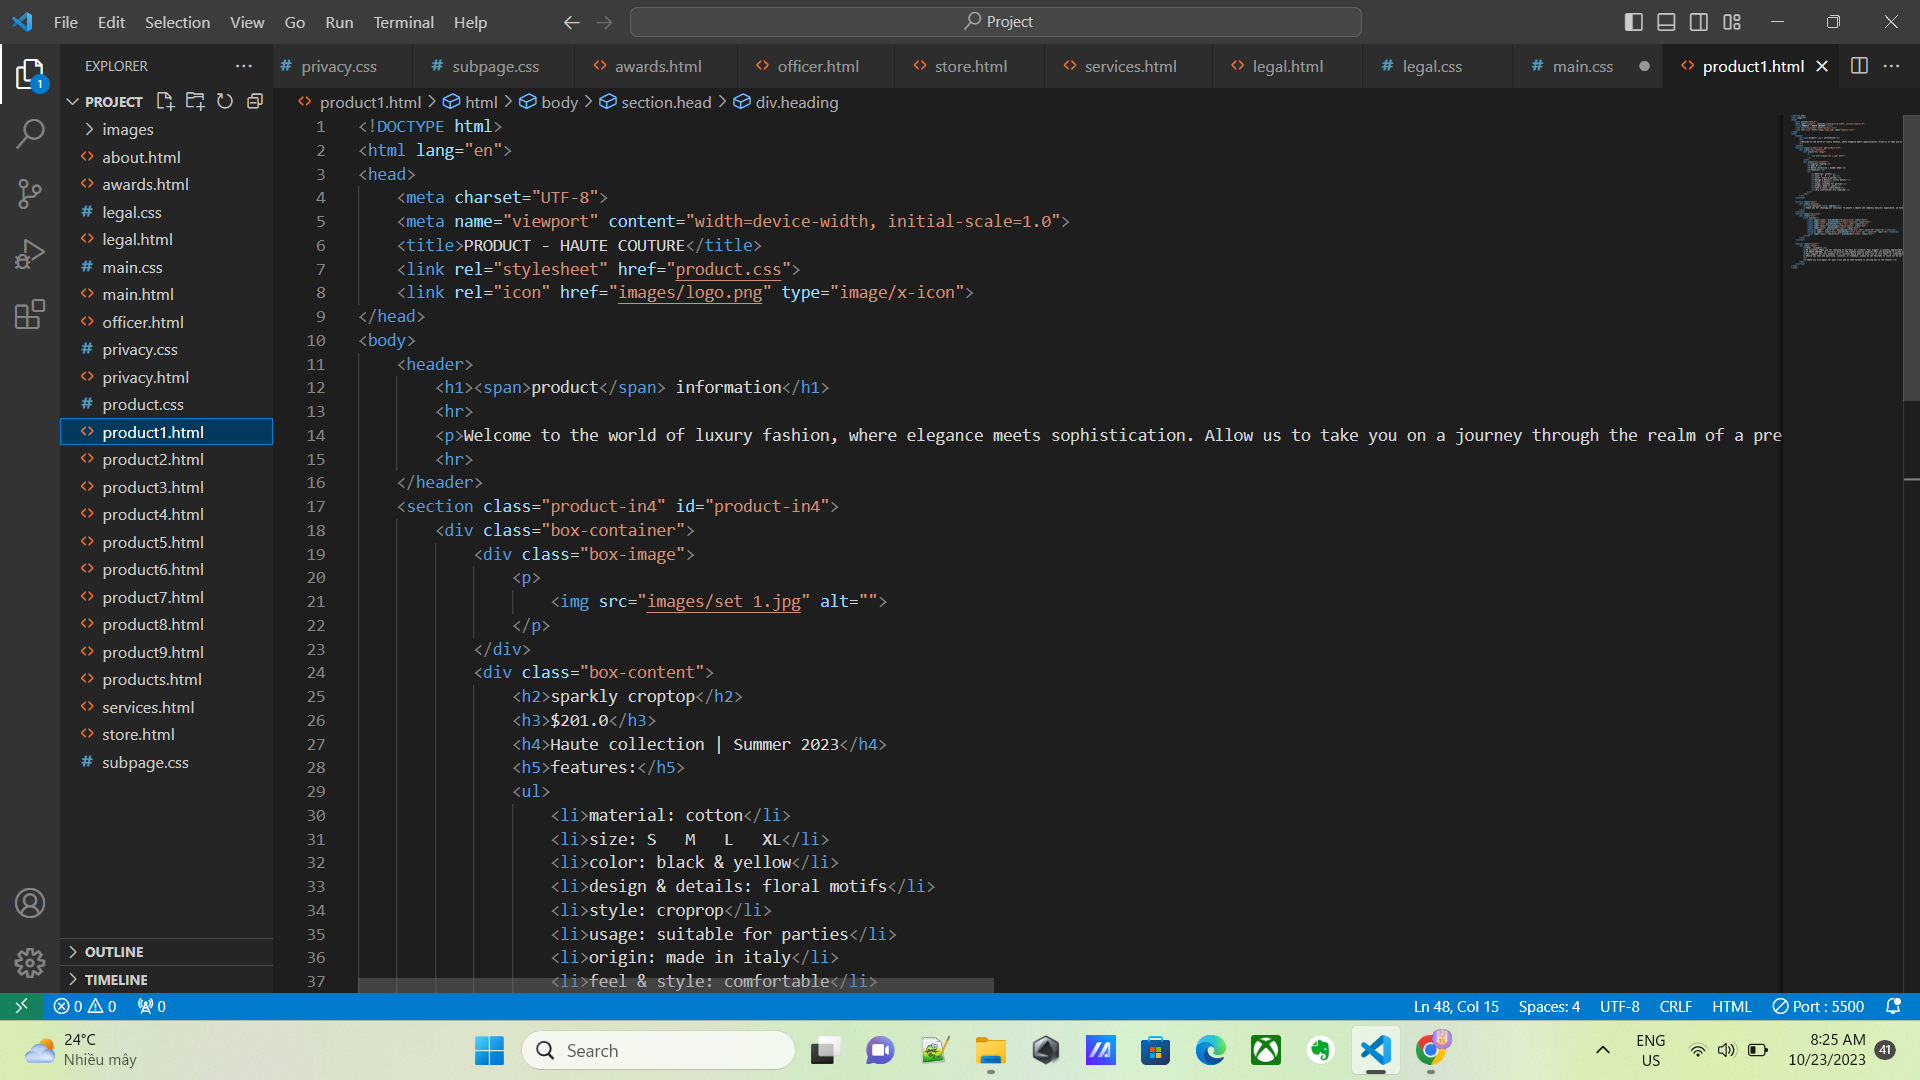 File Edit Selection View Go Run Terminal Help
Project
EXPLORER
privacy.css subpage.css awards.html officer.html store.html services.html legal.html legal.css main.css product1.html
PROJECT
product1.html > html > body > section.head > div.heading
images
about.html
awards.html
legal.css
legal.html
main.css
main.html
officer.html
privacy.css
privacy.html
product.css
product1.html
product2.html
product3.html
product4.html
product5.html
product6.html
product7.html
product8.html
product9.html
products.html
services.html
store.html
subpage.css
OUTLINE
TIMELINE
1 <!DOCTYPE html>
2 <html lang="en">
3 <head>
4 <meta charset="UTF-8">
5 <meta name="viewport" content="width=device-width, initial-scale=1.0">
6 <title>PRODUCT - HAUTE COUTURE</title>
7 <link rel="stylesheet" href="product.css">
8 <link rel="icon" href="images/logo.png" type="image/x-icon">
9 </head>
10 <body>
11 <header>
12 <h1><span>product</span> information</h1>
13 <hr>
14 <p>Welcome to the world of luxury fashion, where elegance meets sophistication. Allow us to take you on a journey through the realm of a pre
15 <hr>
16 </header>
17 <section class="product-in4" id="product-in4">
18 <div class="box-container">
19 <div class="box-image">
20 <p>
21 <img src="images/set 1.jpg" alt="">
22 </p>
23 </div>
24 <div class="box-content">
25 <h2>sparkly croptop</h2>
26 <h3>$201.0</h3>
27 <h4>Haute collection | Summer 2023</h4>
28 <h5>features:</h5>
29 <ul>
30 <li>material: cotton</li>
31 <li>size: S M L XL</li>
32 <li>color: black & yellow</li>
33 <li>design & details: floral motifs</li>
34 <li>style: croprop</li>
35 <li>usage: suitable for parties</li>
36 <li>origin: made in italy</li>
37 <li>feel & style: comfortable</li>
0 0 0 Ln 48, Col 15 Spaces: 4 UTF-8 CRLF HTML Port : 5500
24°C
Nhiều mây
Search
ENG
US
8:25 AM
10/23/2023
41
1